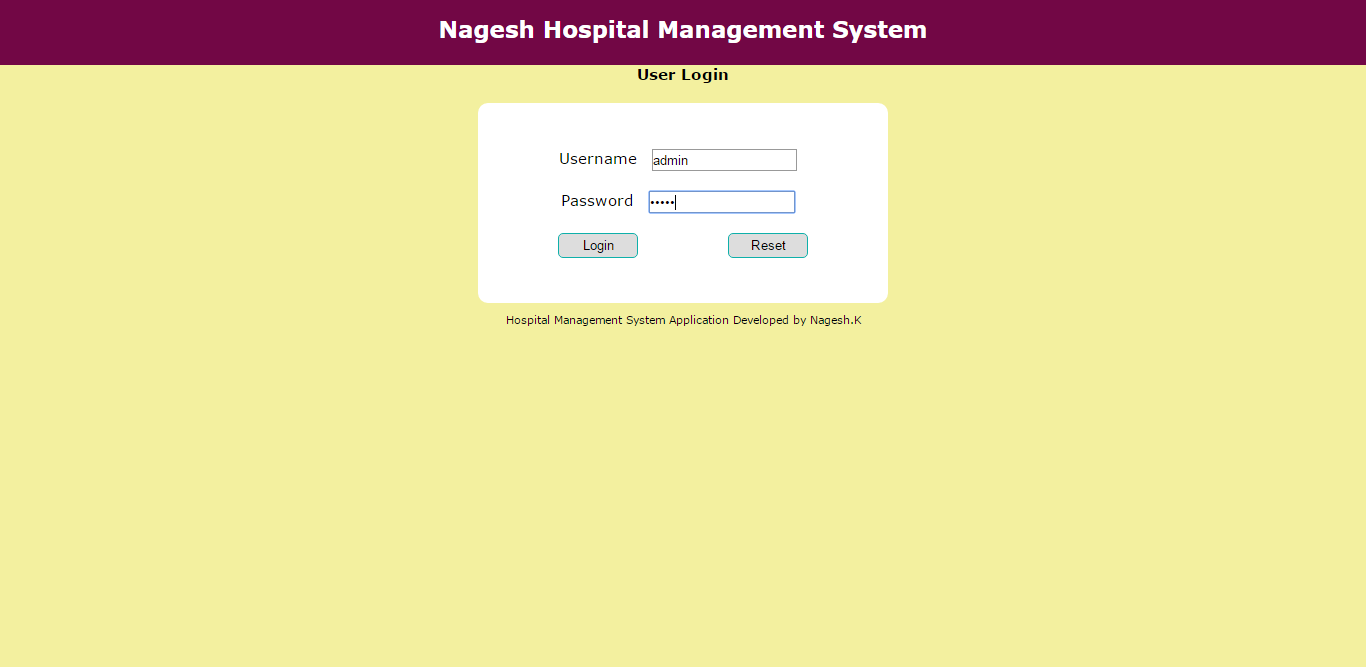 Nagesh Hospital Management System
User Login
Username admin
Password •••••
Login Reset
Hospital Management System Application Developed by Nagesh.K